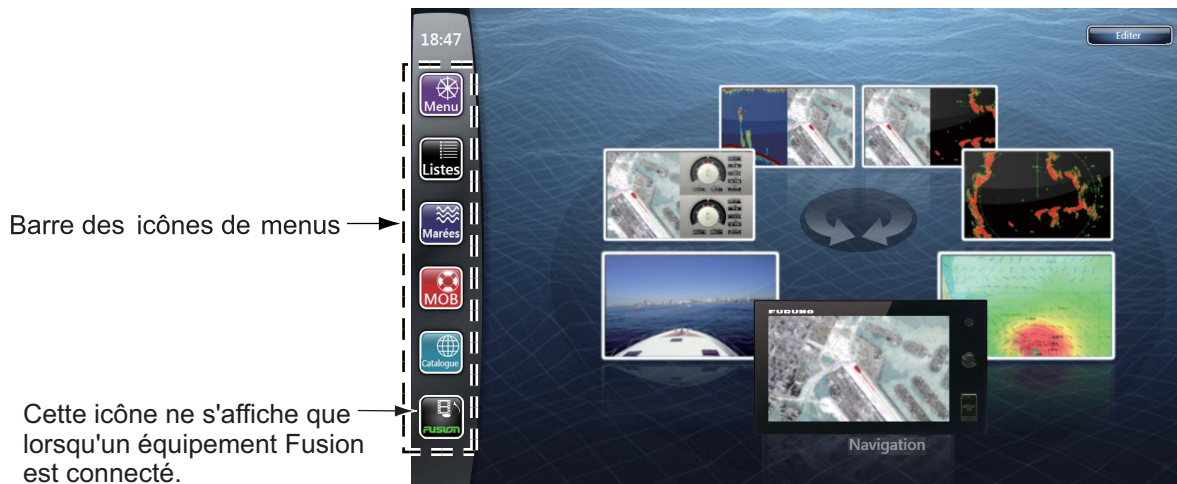 18:47
Editer
Menu
Listes
Marées
Barre des icônes de menus
MOB
Catalogue
FURUNO
Cette icône ne s'affiche que
lorsqu'un équipement Fusion
est connecté.
FUSION
Navigation